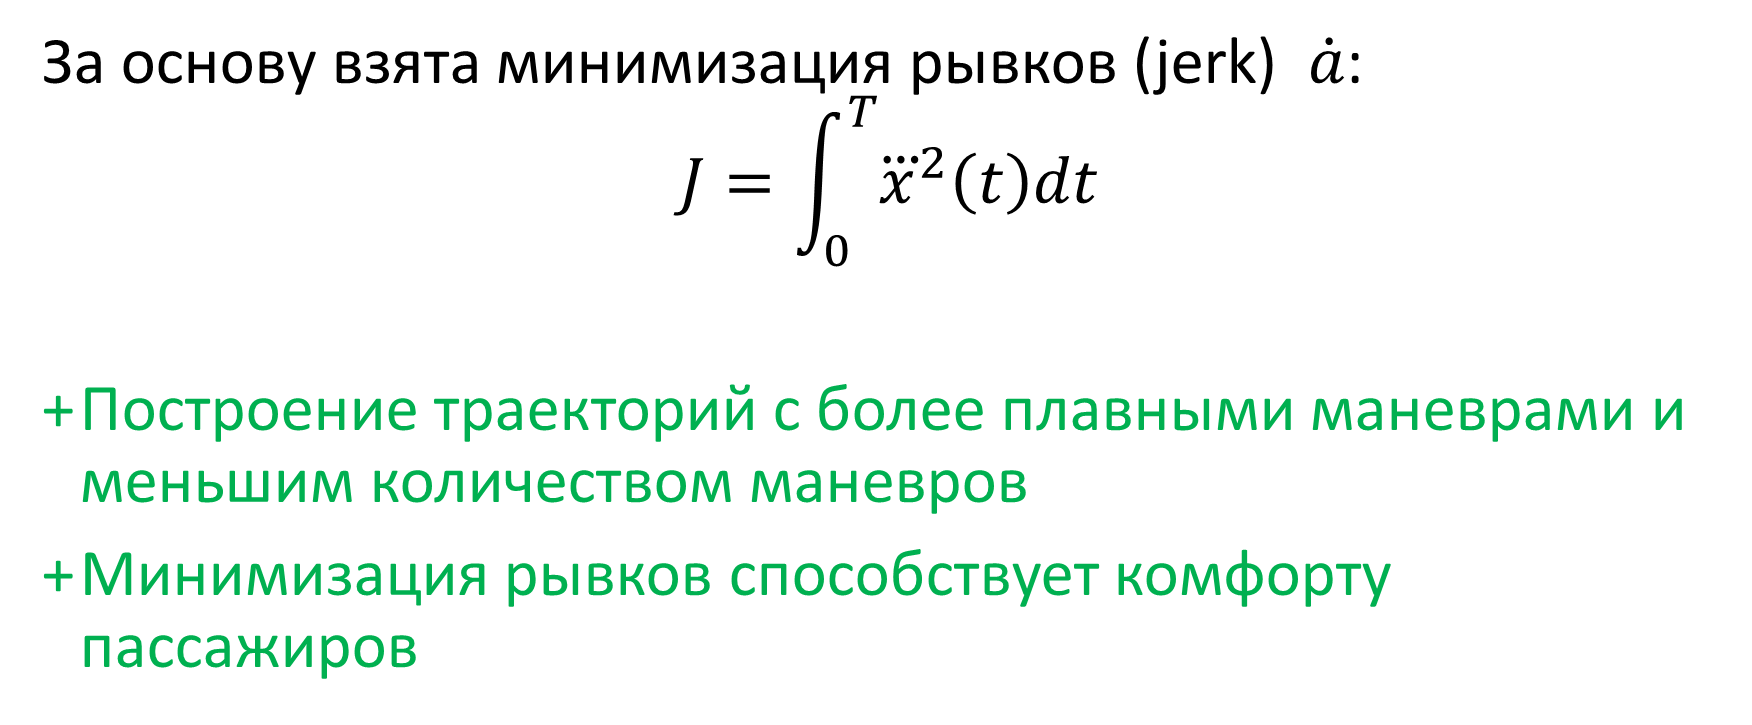 За основу взята минимизация рывков (jerk) ȧ:
J = ∫₀ᵀ x⃛²(t)dt
+Построение траекторий с более плавными маневрами и
меньшим количеством маневров
+Минимизация рывков способствует комфорту
пассажиров